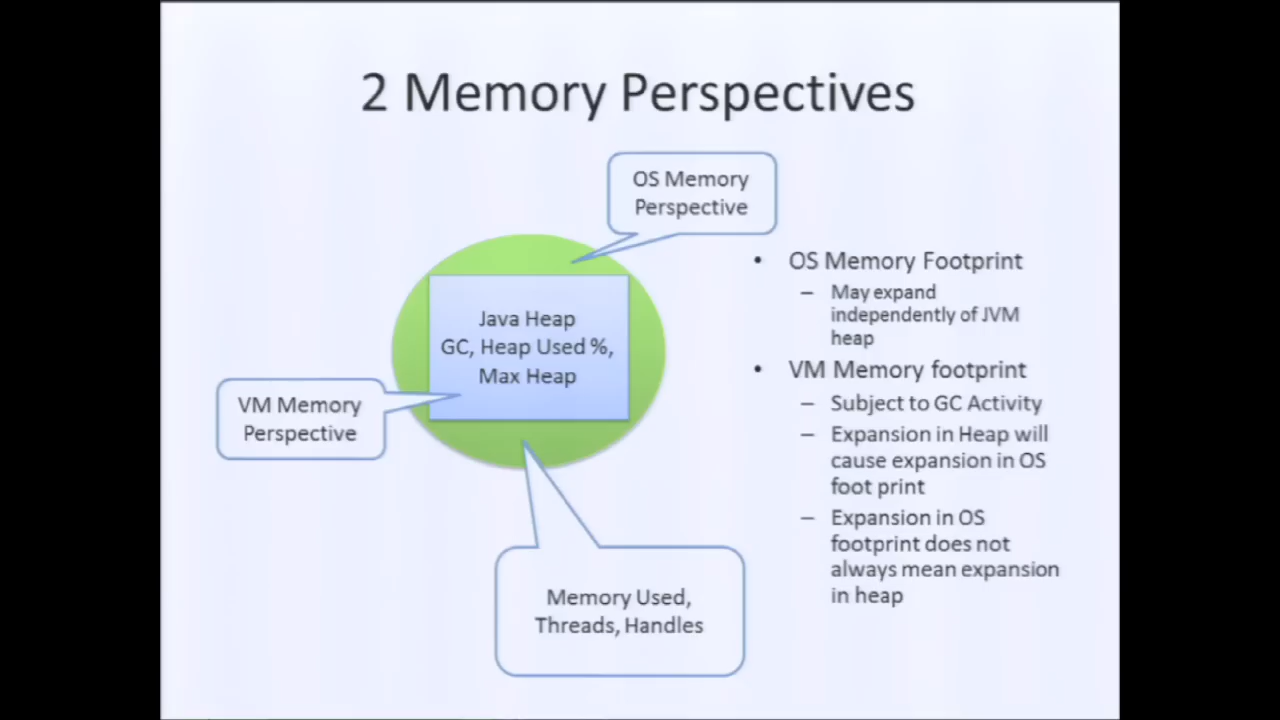 2 Memory Perspectives
OS Memory
Perspective
Java Heap
GC, Heap Used %,
Max Heap
VM Memory
Perspective
Memory Used,
Threads, Handles
• OS Memory Footprint
– May expand
independently of JVM
heap
• VM Memory footprint
– Subject to GC Activity
– Expansion in Heap will
cause expansion in OS
foot print
– Expansion in OS
footprint does not
always mean expansion
in heap